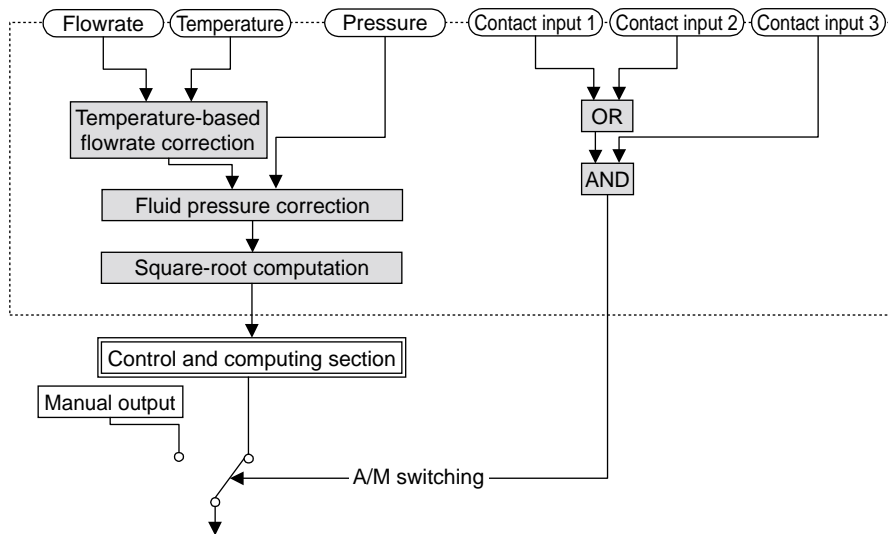 Flowrate
Temperature
Pressure
Contact input 1
Contact input 2
Contact input 3
Temperature-based
flowrate correction
OR
AND
Fluid pressure correction
Square-root computation
Control and computing section
Manual output
A/M switching